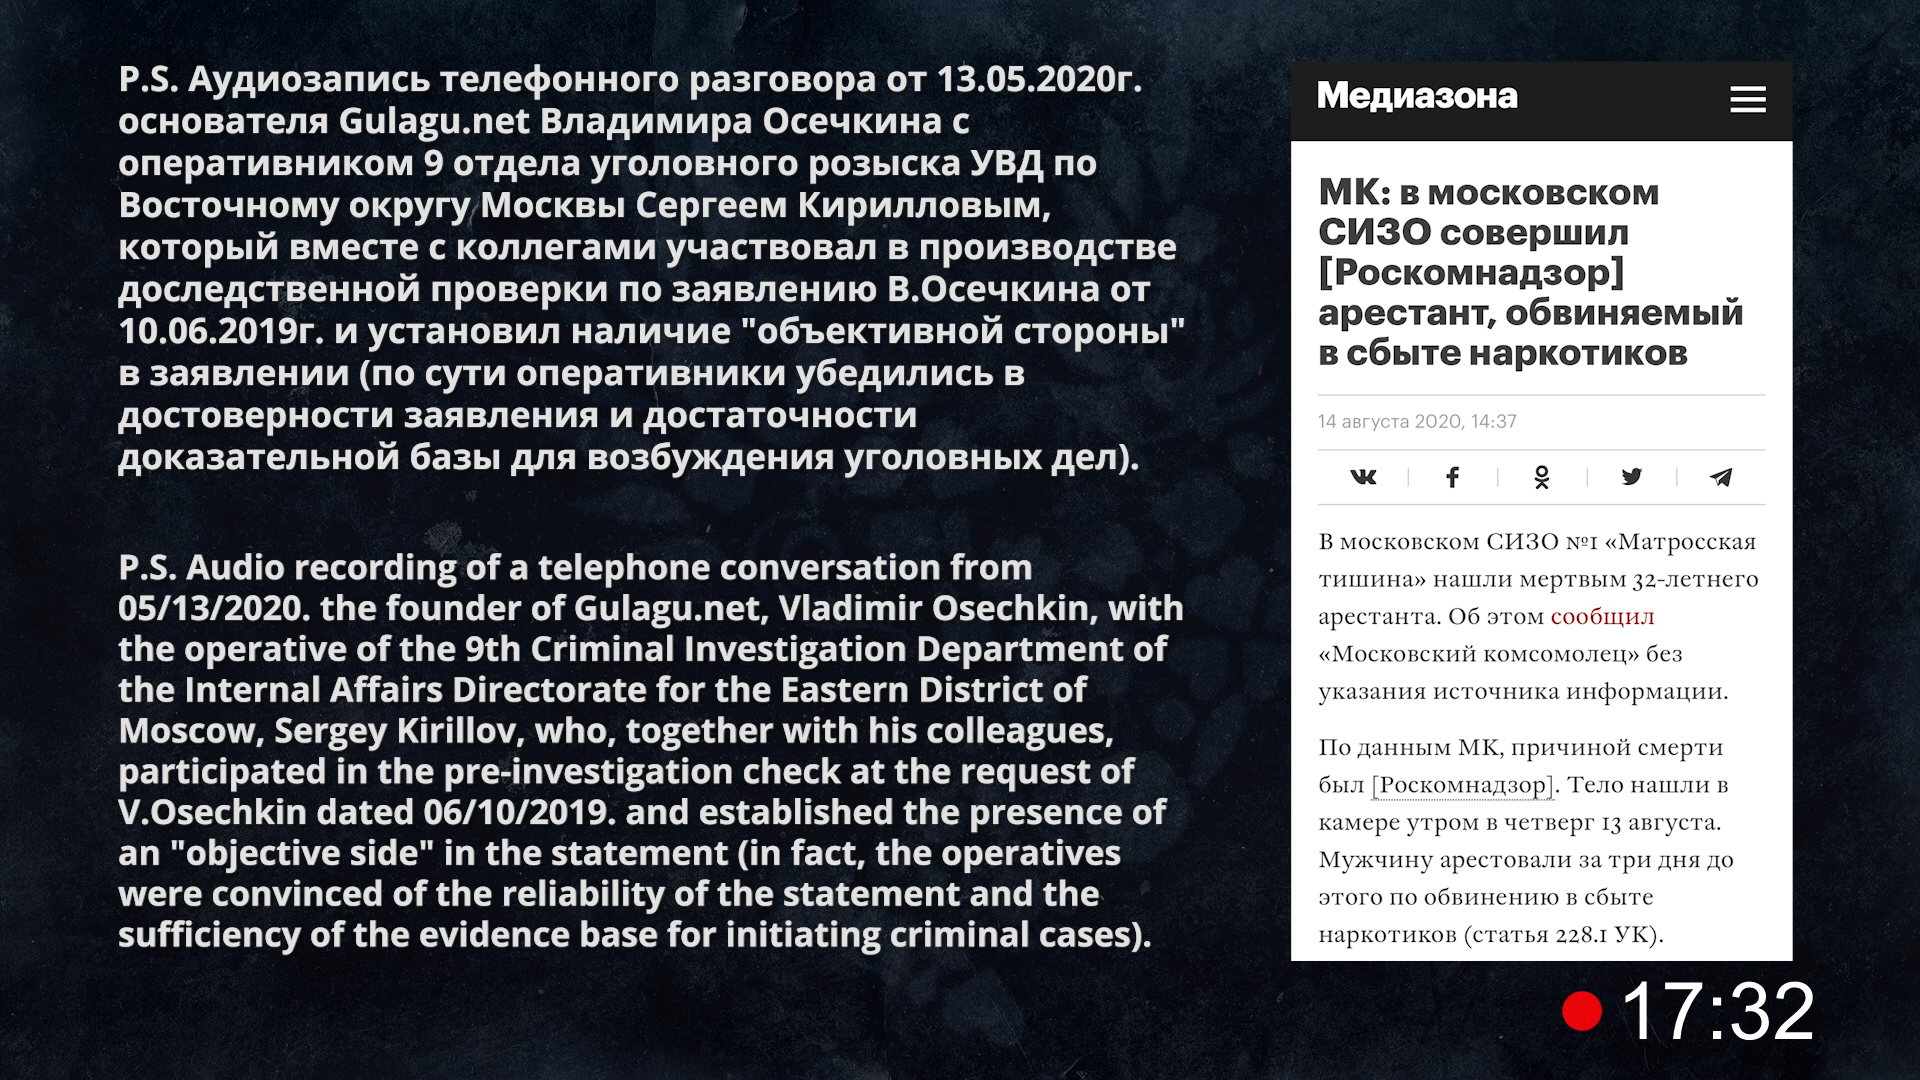 P.S. Аудиозапись телефонного разговора от 13.05.2020г.
основателя Gulagu.net Владимира Осечкина с
оперативником 9 отдела уголовного розыска УВД по
Восточному округу Москвы Сергеем Кирилловым,
который вместе с коллегами участвовал в производстве
доследственной проверки по заявлению В.Осечкина от
10.06.2019г. и установил наличие "объективной стороны"
в заявлении (по сути оперативники убедились в
достоверности заявления и достаточности
доказательной базы для возбуждения уголовных дел).
P.S. Audio recording of a telephone conversation from
05/13/2020. the founder of Gulagu.net, Vladimir Osechkin, with
the operative of the 9th Criminal Investigation Department of
the Internal Affairs Directorate for the Eastern District of
Moscow, Sergey Kirillov, who, together with his colleagues,
participated in the pre-investigation check at the request of
V.Osechkin dated 06/10/2019. and established the presence of
an "objective side" in the statement (in fact, the operatives
were convinced of the reliability of the statement and the
sufficiency of the evidence base for initiating criminal cases).
Медиазона
МК: в московском
СИЗО совершил
[Роскомнадзор]
арестант, обвиняемый
в сбыте наркотиков
14 августа 2020, 14:37
В московском СИЗО №1 «Матросская
тишина» нашли мертвым 32-летнего
арестанта. Об этом сообщил
«Московский комсомолец» без
указания источника информации.
По данным МК, причиной смерти
был [Роскомнадзор]. Тело нашли в
камере утром в четверг 13 августа.
Мужчину арестовали за три дня до
этого по обвинению в сбыте
наркотиков (статья 228.1 УК).
17:32